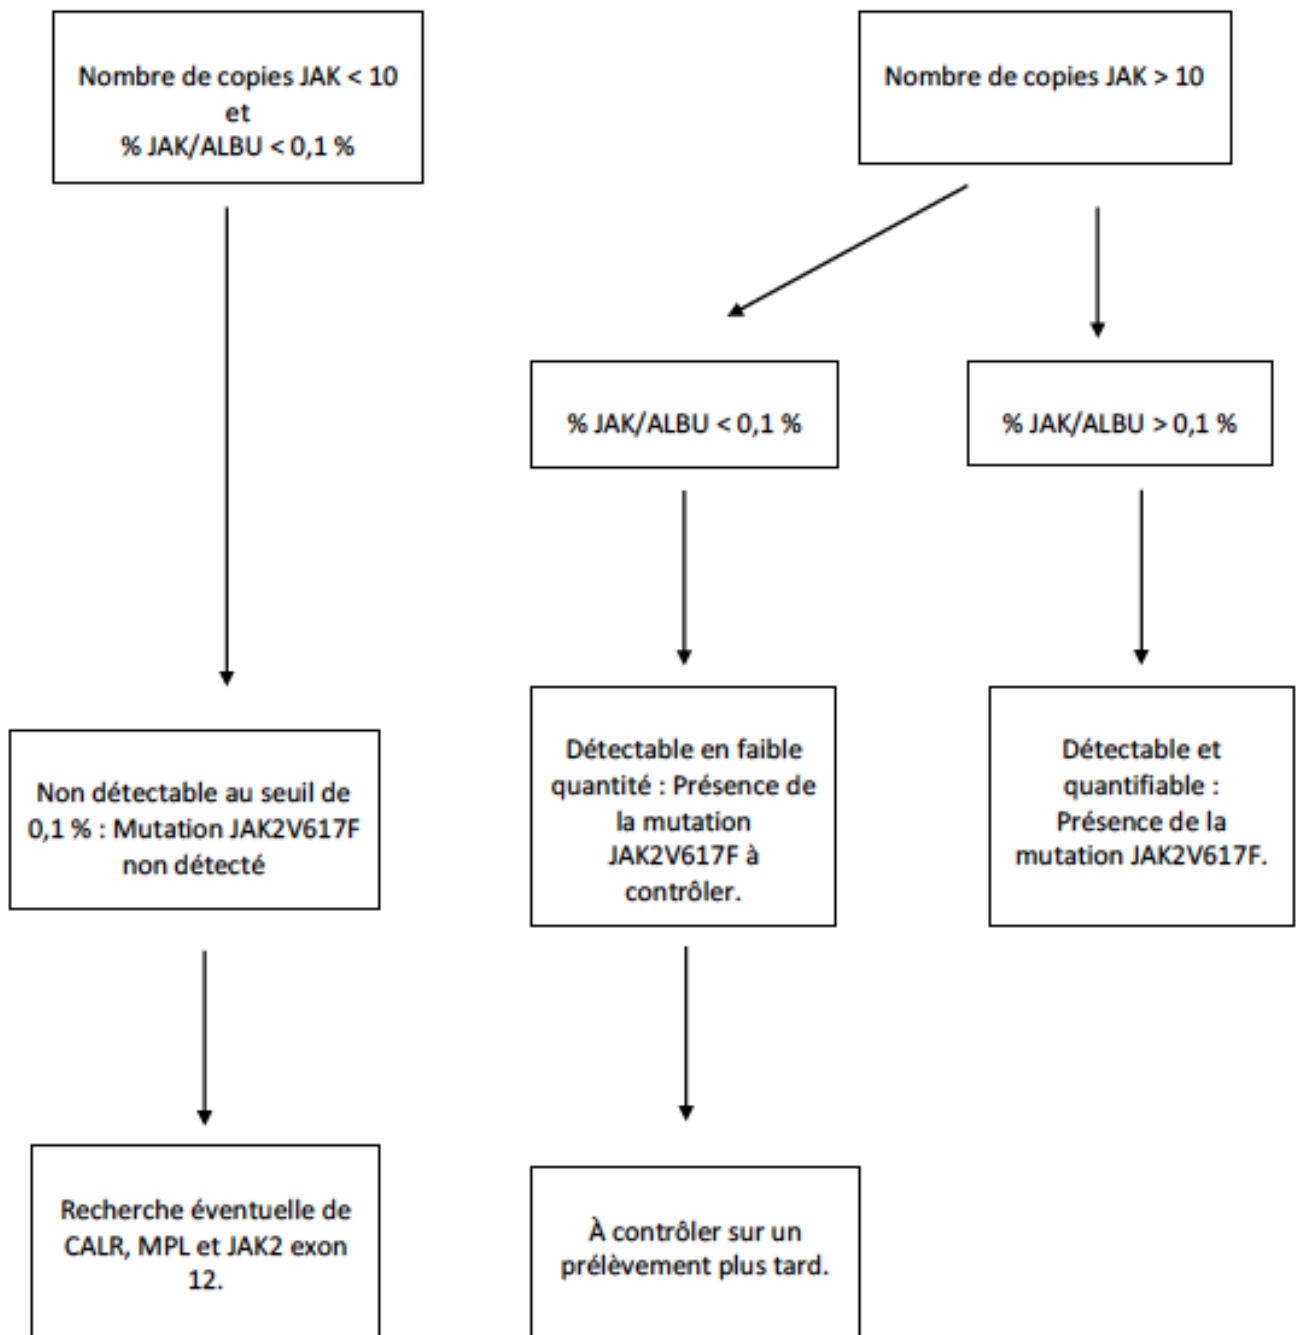 Nombre de copies JAK < 10
et
% JAK/ALBU < 0,1 %
Nombre de copies JAK > 10
% JAK/ALBU < 0,1 %
% JAK/ALBU > 0,1 %
Non détectable au seuil de
0,1 % : Mutation JAK2V617F
non détecté
Détectable en faible
quantité : Présence de
la mutation
JAK2V617F à
contrôler.
Détectable et
quantifiable :
Présence de la
mutation JAK2V617F.
Recherche éventuelle de
CALR, MPL et JAK2 exon
12.
À contrôler sur un
prélèvement plus tard.